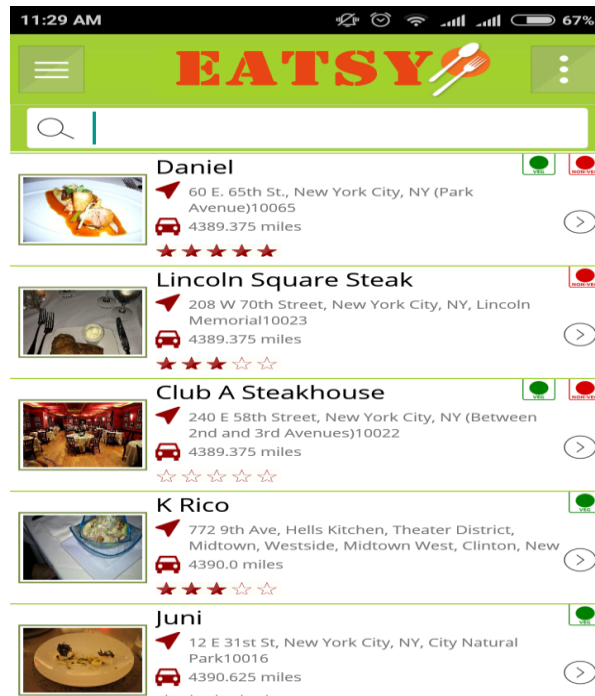 11:29 AM
67%
EATSY
Daniel
VEG
NON-VEG
60 E. 65th St., New York City, NY (Park
Avenue)10065
4389.375 miles
Lincoln Square Steak
NON-VEG
208 W 70th Street, New York City, NY, Lincoln
Memorial10023
4389.375 miles
Club A Steakhouse
VEG
NON-VEG
240 E 58th Street, New York City, NY (Between
2nd and 3rd Avenues)10022
4389.375 miles
K Rico
VEG
772 9th Ave, Hells Kitchen, Theater District,
Midtown, Westside, Midtown West, Clinton, New
4390.0 miles
Juni
VEG
12 E 31st St, New York City, NY, City Natural
Park10016
4390.625 miles